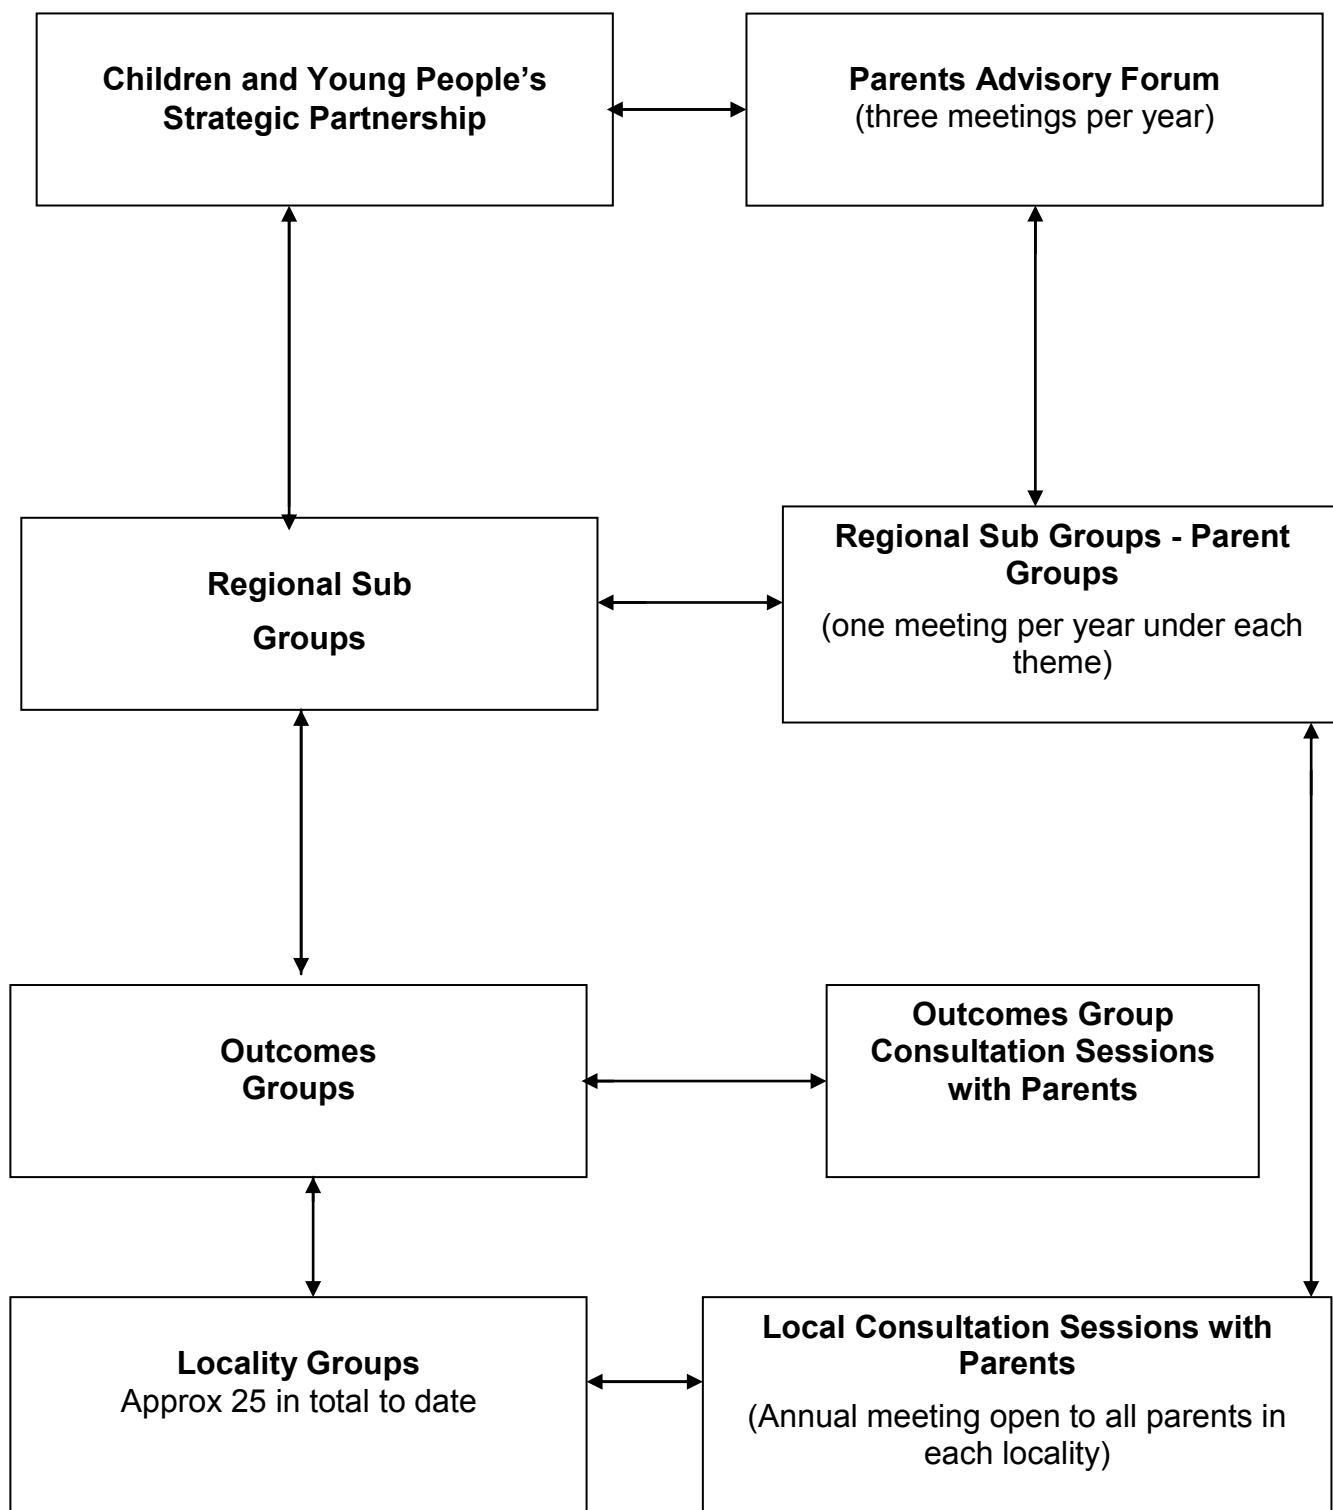 Children and Young People’s
Strategic Partnership
Parents Advisory Forum
(three meetings per year)
Regional Sub
Groups
Regional Sub Groups - Parent
Groups
(one meeting per year under each
theme)
Outcomes
Groups
Outcomes Group
Consultation Sessions
with Parents
Locality Groups
Approx 25 in total to date
Local Consultation Sessions with
Parents
(Annual meeting open to all parents in
each locality)